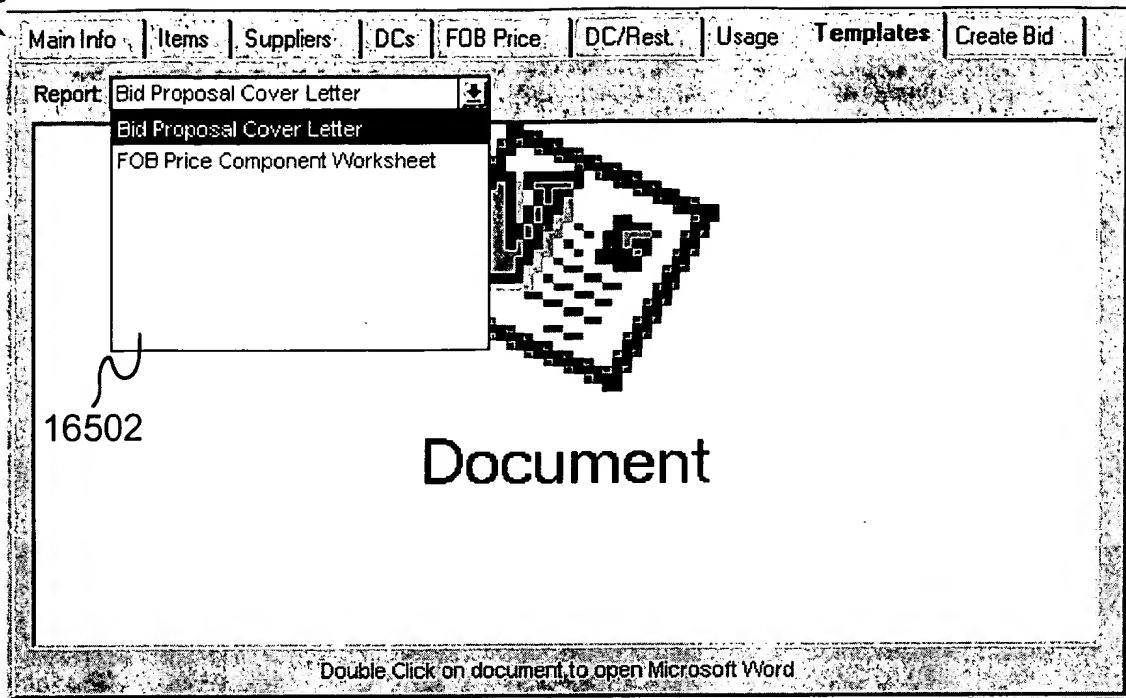 Main Info Items Suppliers DCs FOB Price DC/Rest. Usage Templates Create Bid
Report: Bid Proposal Cover Letter
Bid Proposal Cover Letter
FOB Price Component Worksheet
16502
Document
Double Click on document to open Microsoft Word